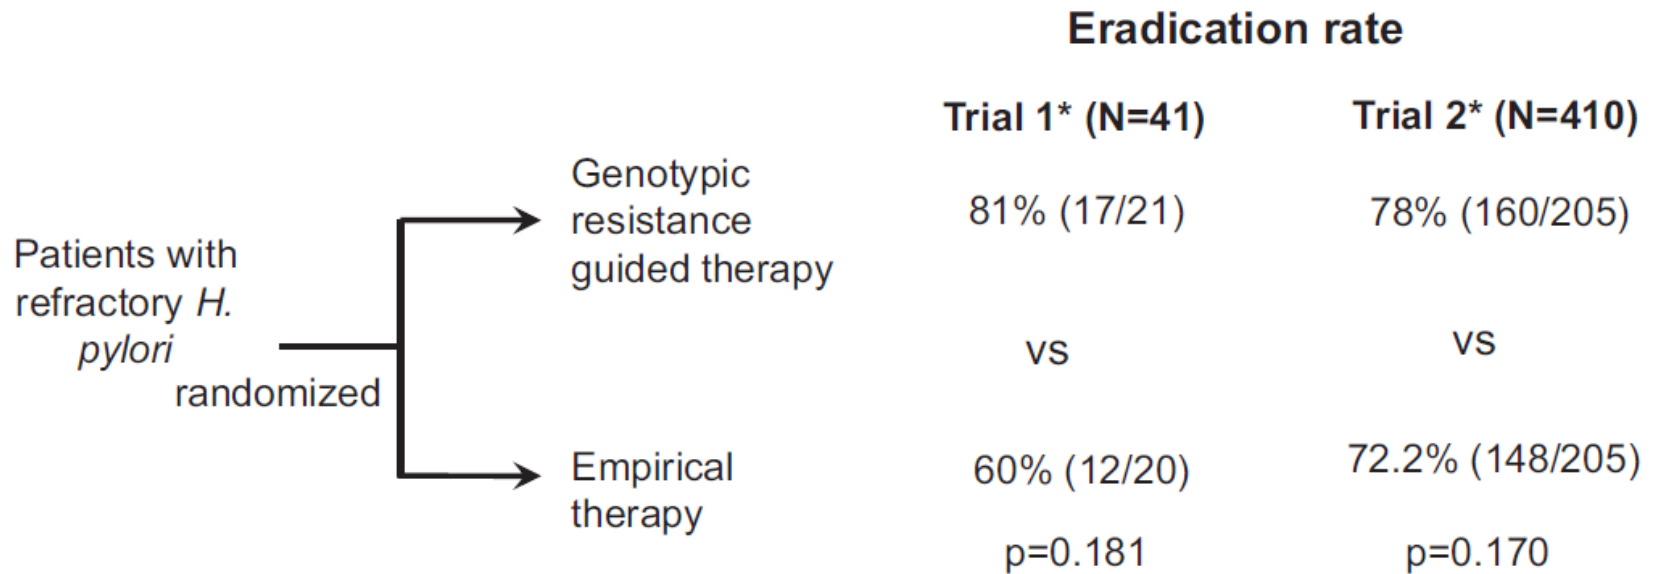 Eradication rate
Trial 1* (N=41)
Trial 2* (N=410)
Patients with
refractory H.
pylori
randomized
Genotypic
resistance
guided therapy
81% (17/21)
78% (160/205)
vs
vs
Empirical
therapy
60% (12/20)
72.2% (148/205)
p=0.181
p=0.170